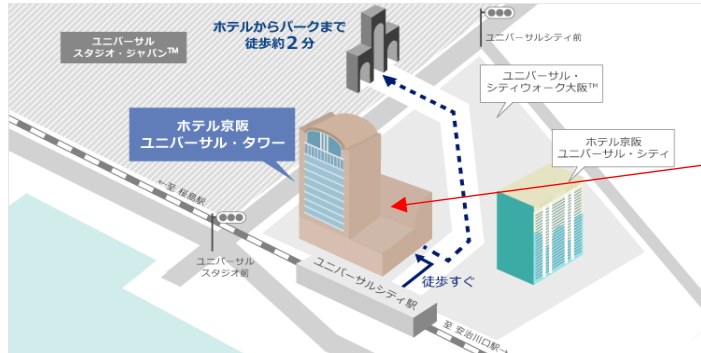 ホテルからパークまで
徒歩約2分
ユニバーサル
スタジオ・ジャパン™
ユニバーサルシティ前
ユニバーサル・
シティウォーク大阪™
ホテル京阪
ユニバーサル・タワー
ホテル京阪
ユニバーサル・シティ
←至 桜島駅
ユニバーサル
スタジオ前
ユニバーサルシティ駅
徒歩すぐ
至 安治川口駅→